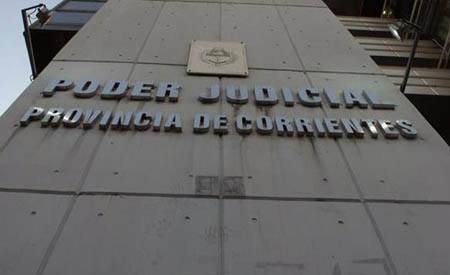 PODER JUDICIAL
PROVINCIA DE CORRIENTES